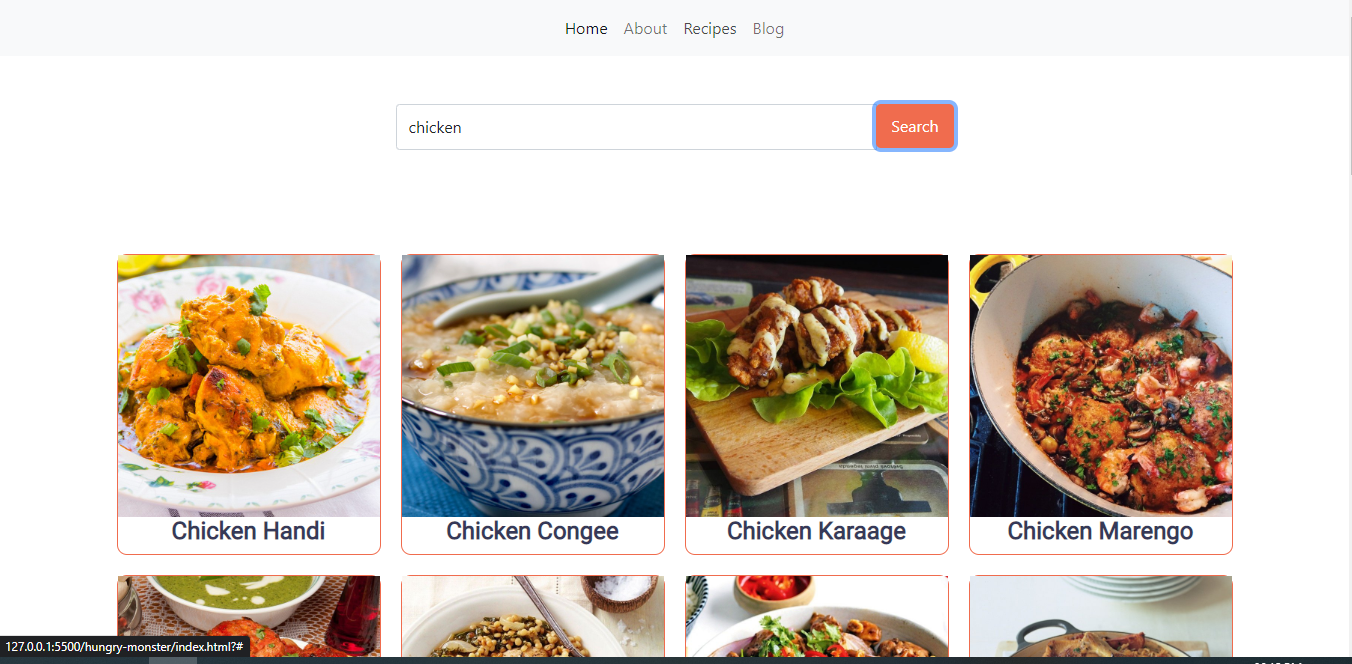 Home About Recipes Blog
chicken Search
Chicken Handi Chicken Congee Chicken Karaage Chicken Marengo
127.0.0.1:5500/hungry-monster/index.html?#